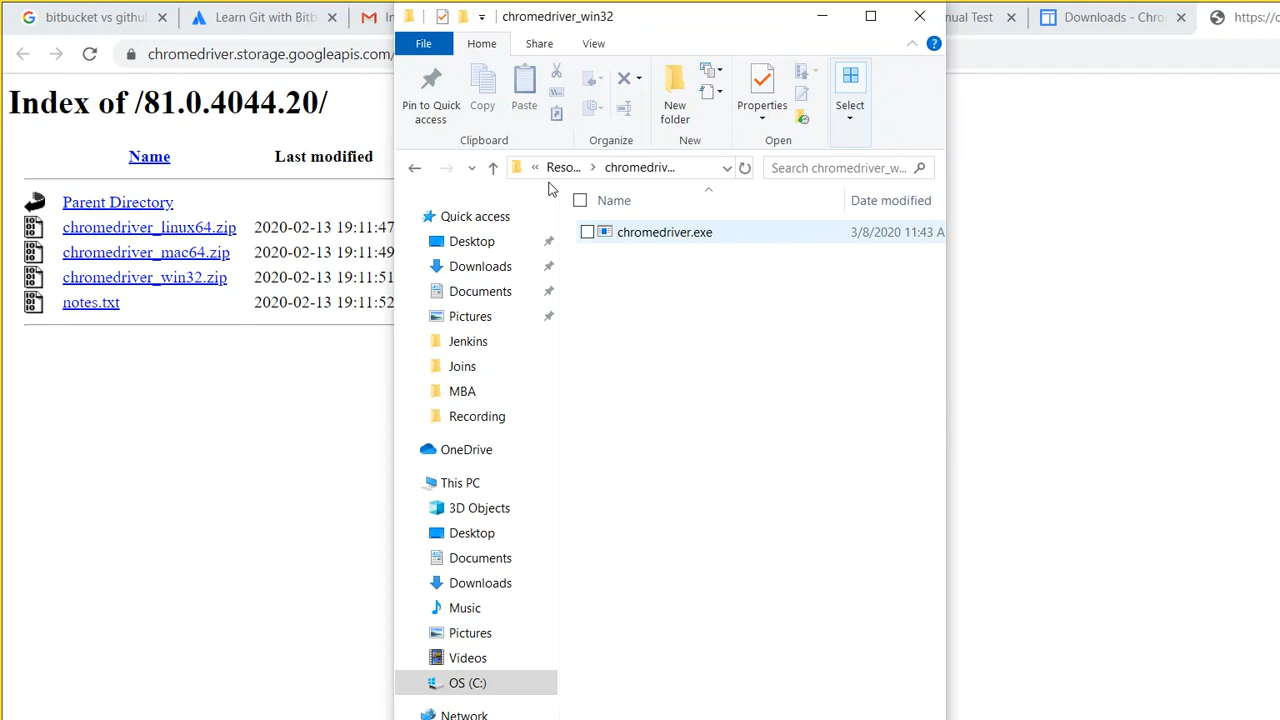 bitbucket vs githu
Learn Git with Bitb
In
nual Test
Downloads - Chro
https://
chromedriver.storage.googleapis.com/
Index of /81.0.4044.20/
Name
Last modified
Parent Directory
chromedriver_linux64.zip
2020-02-13 19:11:47
chromedriver_mac64.zip
2020-02-13 19:11:49
chromedriver_win32.zip
2020-02-13 19:11:51
notes.txt
2020-02-13 19:11:52
chromedriver_win32
File
Home
Share
View
Pin to Quick
access
Copy
Paste
New
folder
Properties
Select
Clipboard
Organize
New
Open
« Reso... > chromedriv...
Search chromedriver_w...
Name
Date modified
chromedriver.exe
3/8/2020 11:43 A
Quick access
Desktop
Downloads
Documents
Pictures
Jenkins
Joins
MBA
Recording
OneDrive
This PC
3D Objects
Desktop
Documents
Downloads
Music
Pictures
Videos
OS (C:)
Network